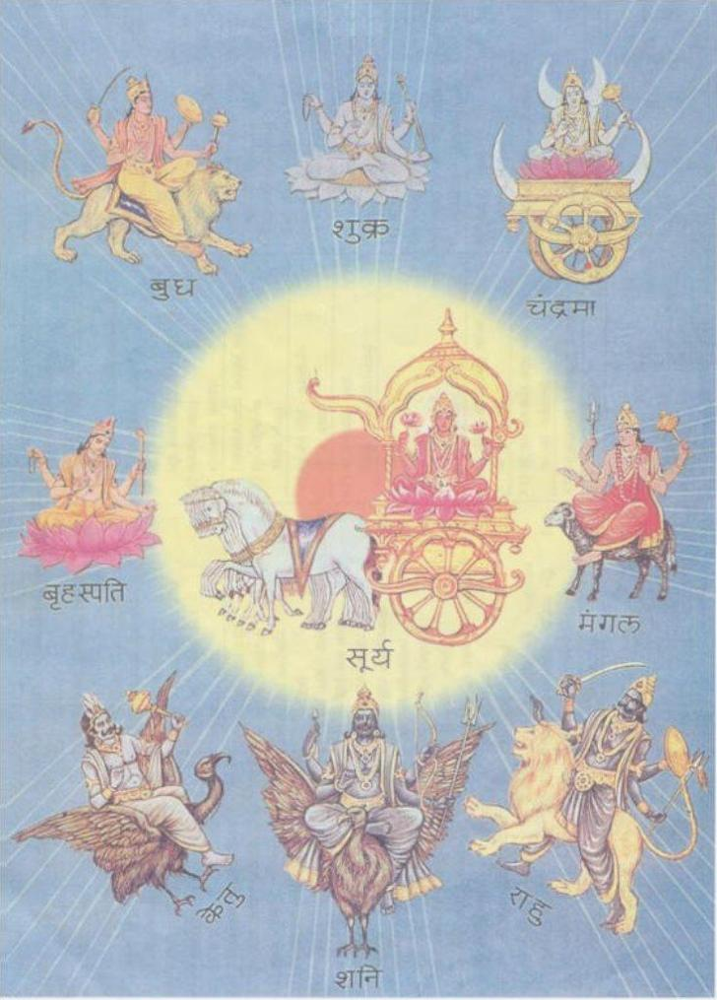 बुध
शुक्र
चंद्रमा
बृहस्पति
मंगल
सूर्य
केतु
शनि
राहु